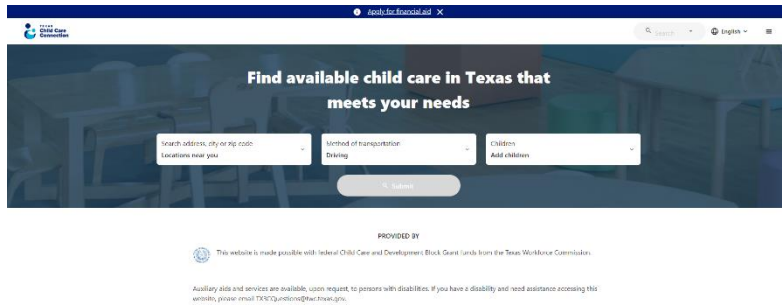 Apply for financial aid
TEXAS
Child Care
Connection
Search
English
Find available child care in Texas that
meets your needs
Search address, city or zip code
Locations near you
Method of transportation
Driving
Children
Add children
Submit
PROVIDED BY
This website is made possible with federal Child Care and Development Block Grant funds from the Texas Workforce Commission.
Auxiliary aids and services are available, upon request, to persons with disabilities. If you have a disability and need assistance accessing this
website, please email TXCCQuestions@twc.texas.gov.